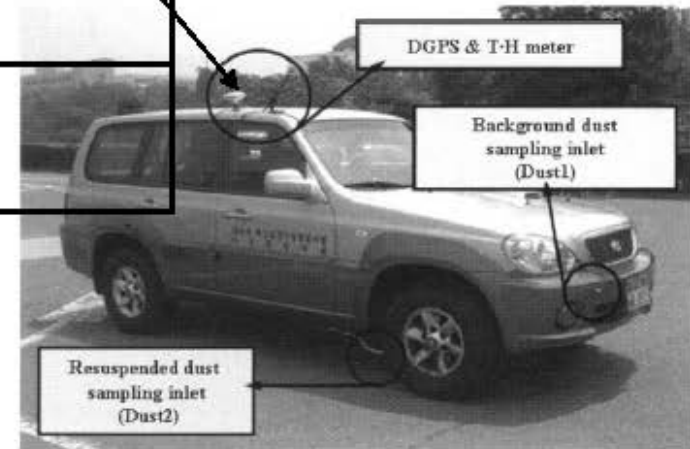 DGPS & T·H meter
Background dust
sampling inlet
(Dust1)
Resuspended dust
sampling inlet
(Dust2)